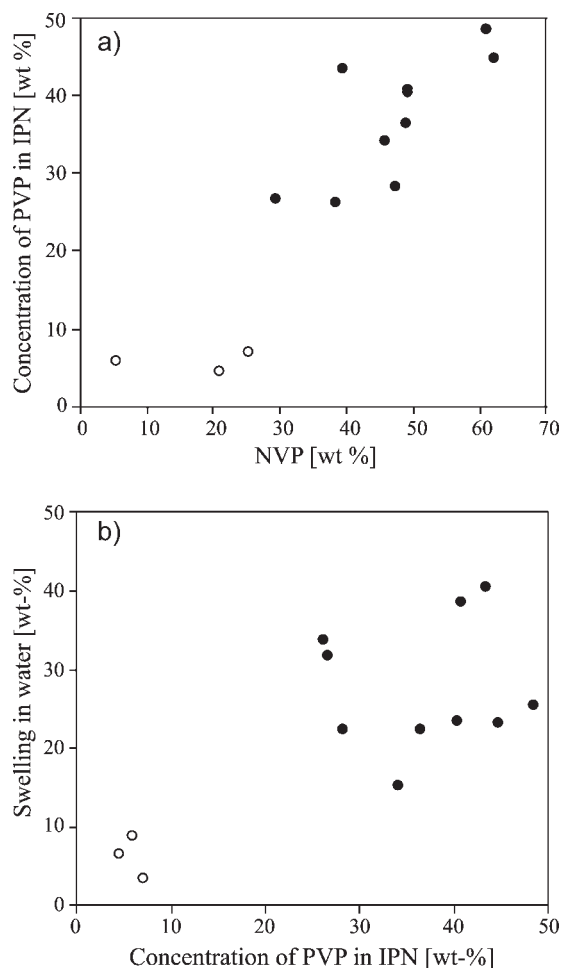 a)
Concentration of PVP in IPN [wt %]
50
40
30
20
10
0
0 10 20 30 40 50 60 70
NVP [wt %]
b)
Swelling in water [wt-%]
50
40
30
20
10
0
0 10 20 30 40 50
Concentration of PVP in IPN [wt-%]